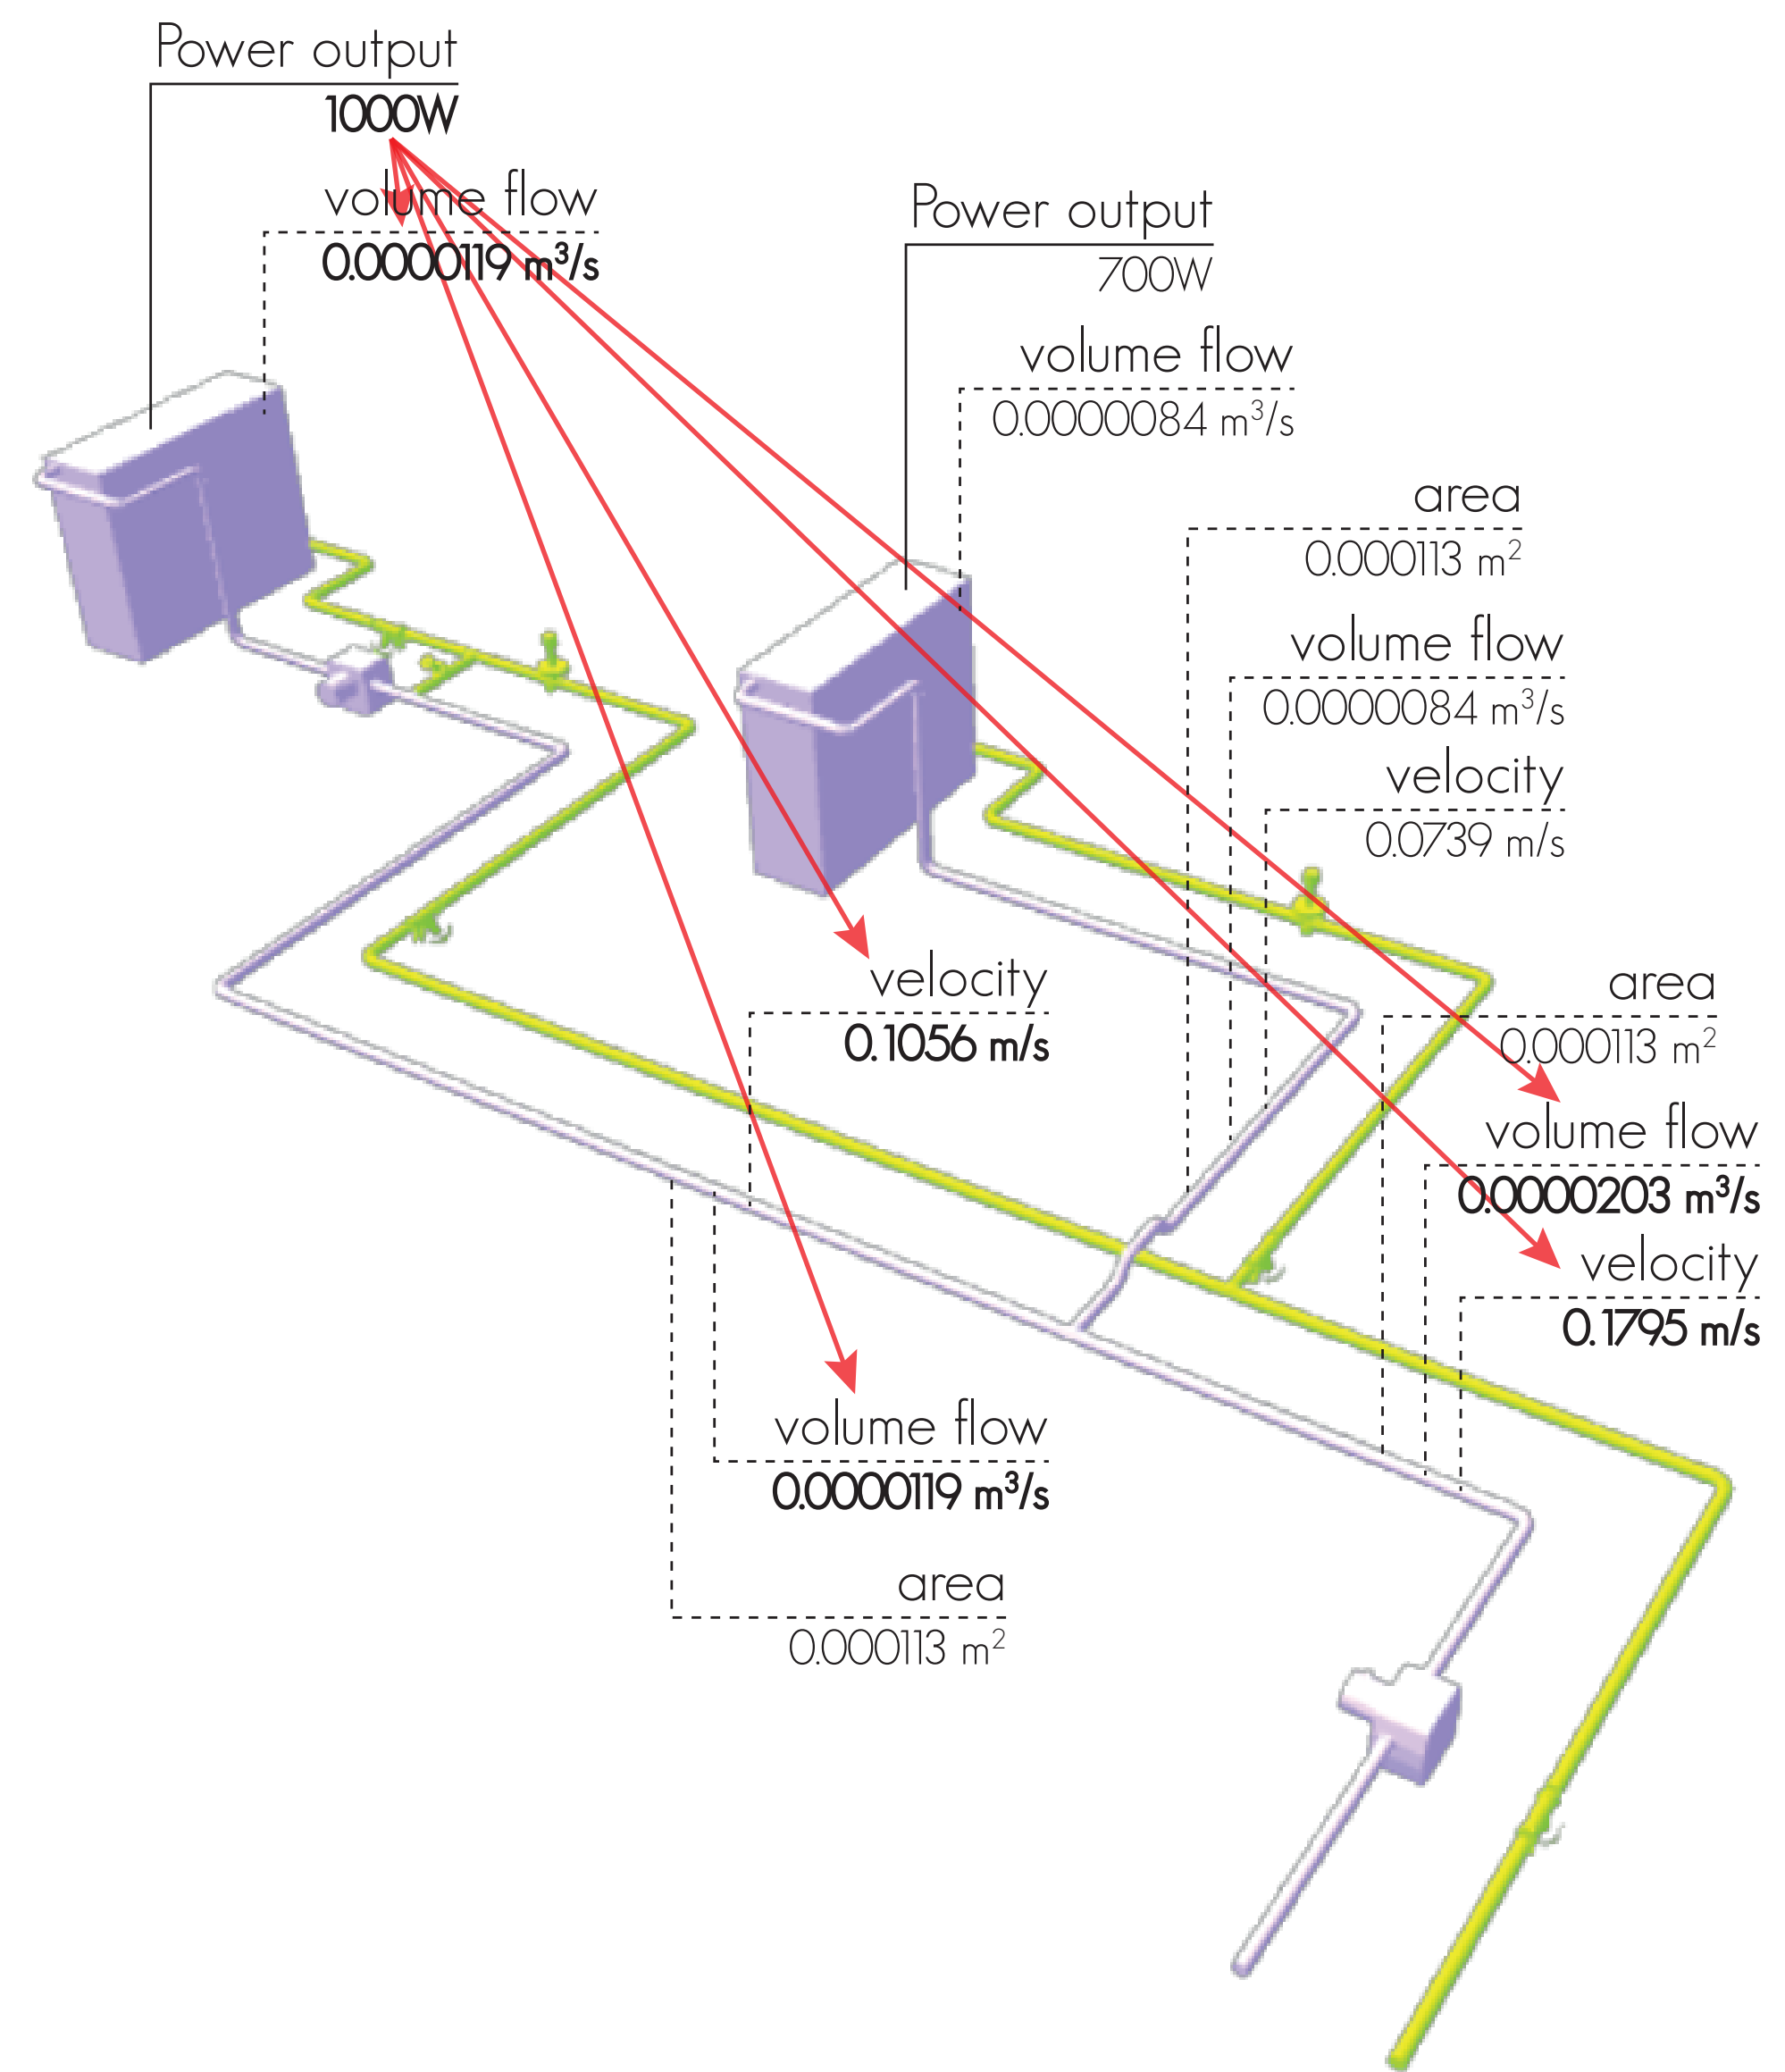 Power output
1000W
volume flow
0.0000119 m³/s
Power output
700W
volume flow
0.0000084 m³/s
area
0.000113 m²
volume flow
0.0000084 m³/s
velocity
0.0739 m/s
velocity
0.1056 m/s
area
0.000113 m²
volume flow
0.0000203 m³/s
velocity
0.1795 m/s
volume flow
0.0000119 m³/s
area
0.000113 m²